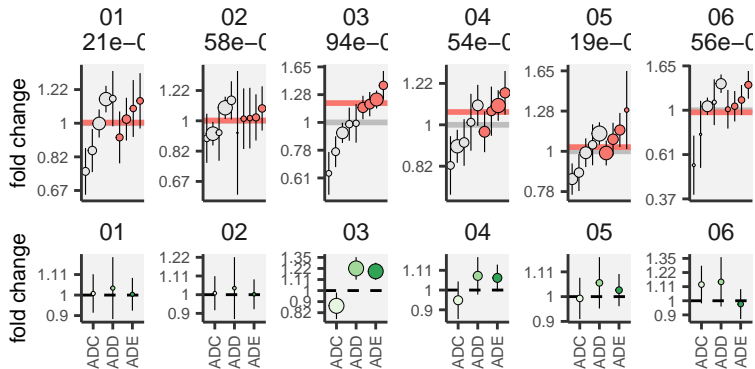 01 02 03 04 05 06
21e−0 58e−0 94e−0 54e−0 19e−0 56e−0
fold change
1.22 1 0.82 0.67
1.22 1 0.82 0.67
1.65 1.28 1 0.78 0.61
1.22 1 0.82
1.65 1.28 1 0.78
1.65 1 0.61 0.37
01 02 03 04 05 06
fold change
1.11 1 0.9
1.22 1.11 1 0.9
1.35 1.22 1.11 1 0.9 0.82
1.11 1 0.9
1.11 1 0.9
1.35 1.22 1.11 1 0.9
ADC ADD ADE
ADC ADD ADE
ADC ADD ADE
ADC ADD ADE
ADC ADD ADE
ADC ADD ADE